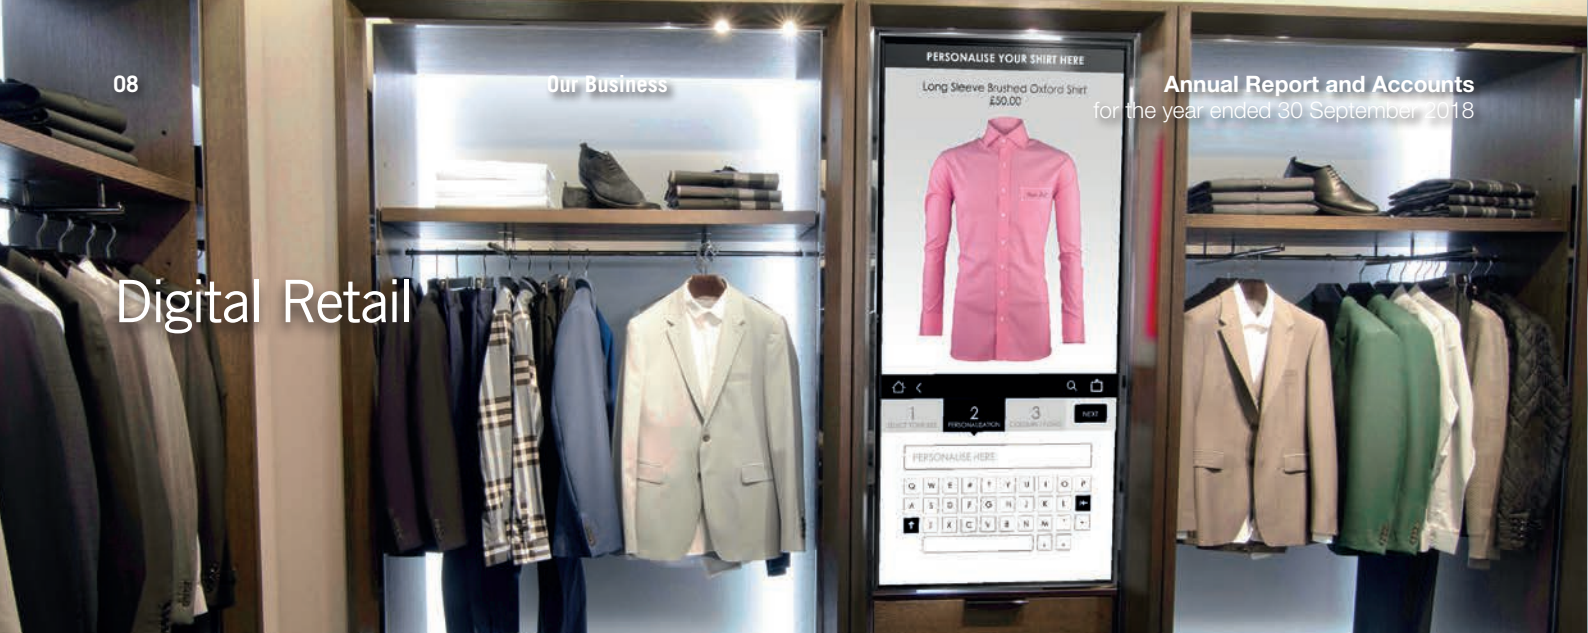 08
Our Business
Annual Report and Accounts
for the year ended 30 September 2018
Digital Retail
PERSONALISE YOUR SHIRT HERE
Long Sleeve Brushed Oxford Shirt
£50.00
1
2
PERSONALISATION
3
NEXT
PERSONALISE HERE: